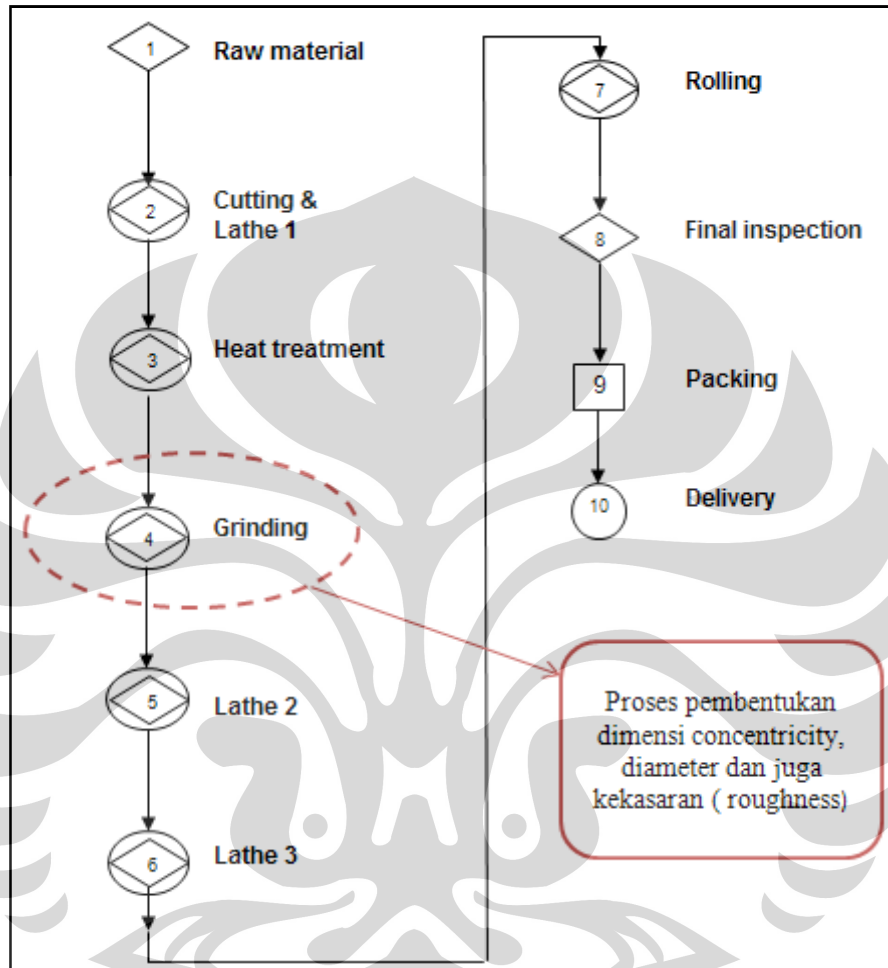 1
Raw material
2
Cutting &
Lathe 1
3
Heat treatment
4
Grinding
5
Lathe 2
6
Lathe 3
7
Rolling
8
Final inspection
9
Packing
10
Delivery
Proses pembentukan
dimensi concentricity,
diameter dan juga
kekasaran ( roughness)